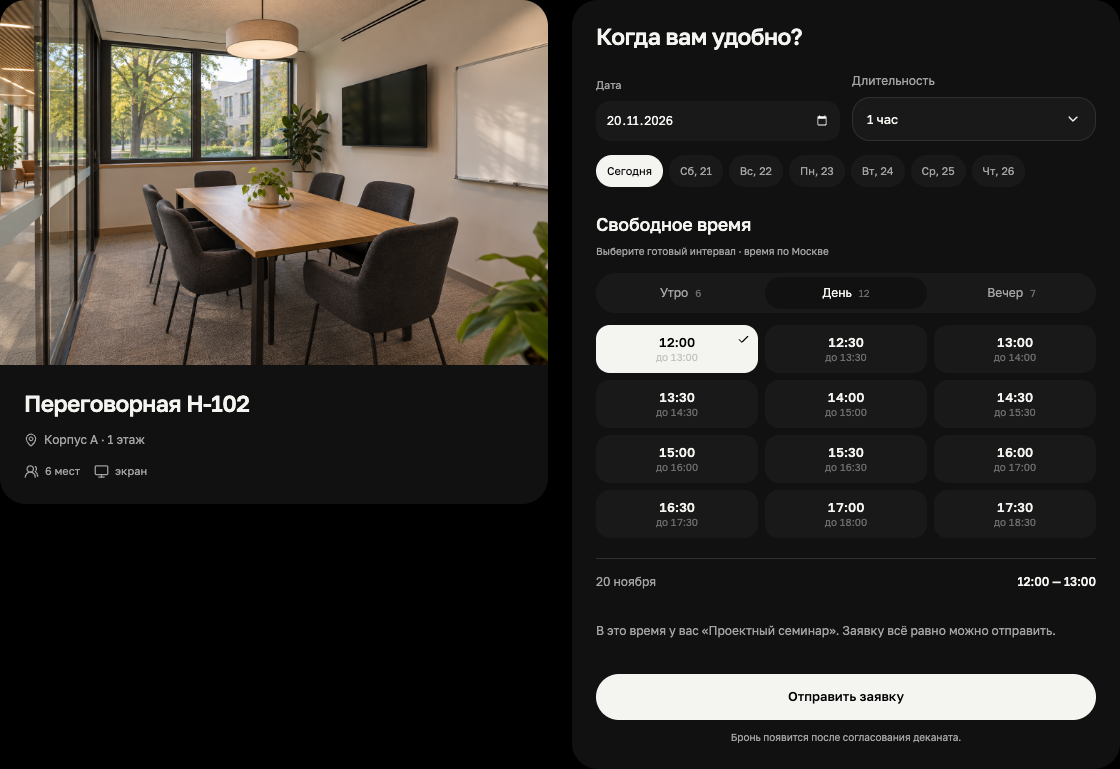 Переговорная H-102
Корпус А · 1 этаж
6 мест экран
Когда вам удобно?
Дата
Длительность
20.11.2026
1 час
Сегодня Сб, 21 Вс, 22 Пн, 23 Вт, 24 Ср, 25 Чт, 26
Свободное время
Выберите готовый интервал · время по Москве
Утро 6 День 12 Вечер 7
12:00 12:30 13:00
до 13:00 до 13:30 до 14:00
13:30 14:00 14:30
до 14:30 до 15:00 до 15:30
15:00 15:30 16:00
до 16:00 до 16:30 до 17:00
16:30 17:00 17:30
до 17:30 до 18:00 до 18:30
20 ноября 12:00 — 13:00
В это время у вас «Проектный семинар». Заявку всё равно можно отправить.
Отправить заявку
Бронь появится после согласования деканата.